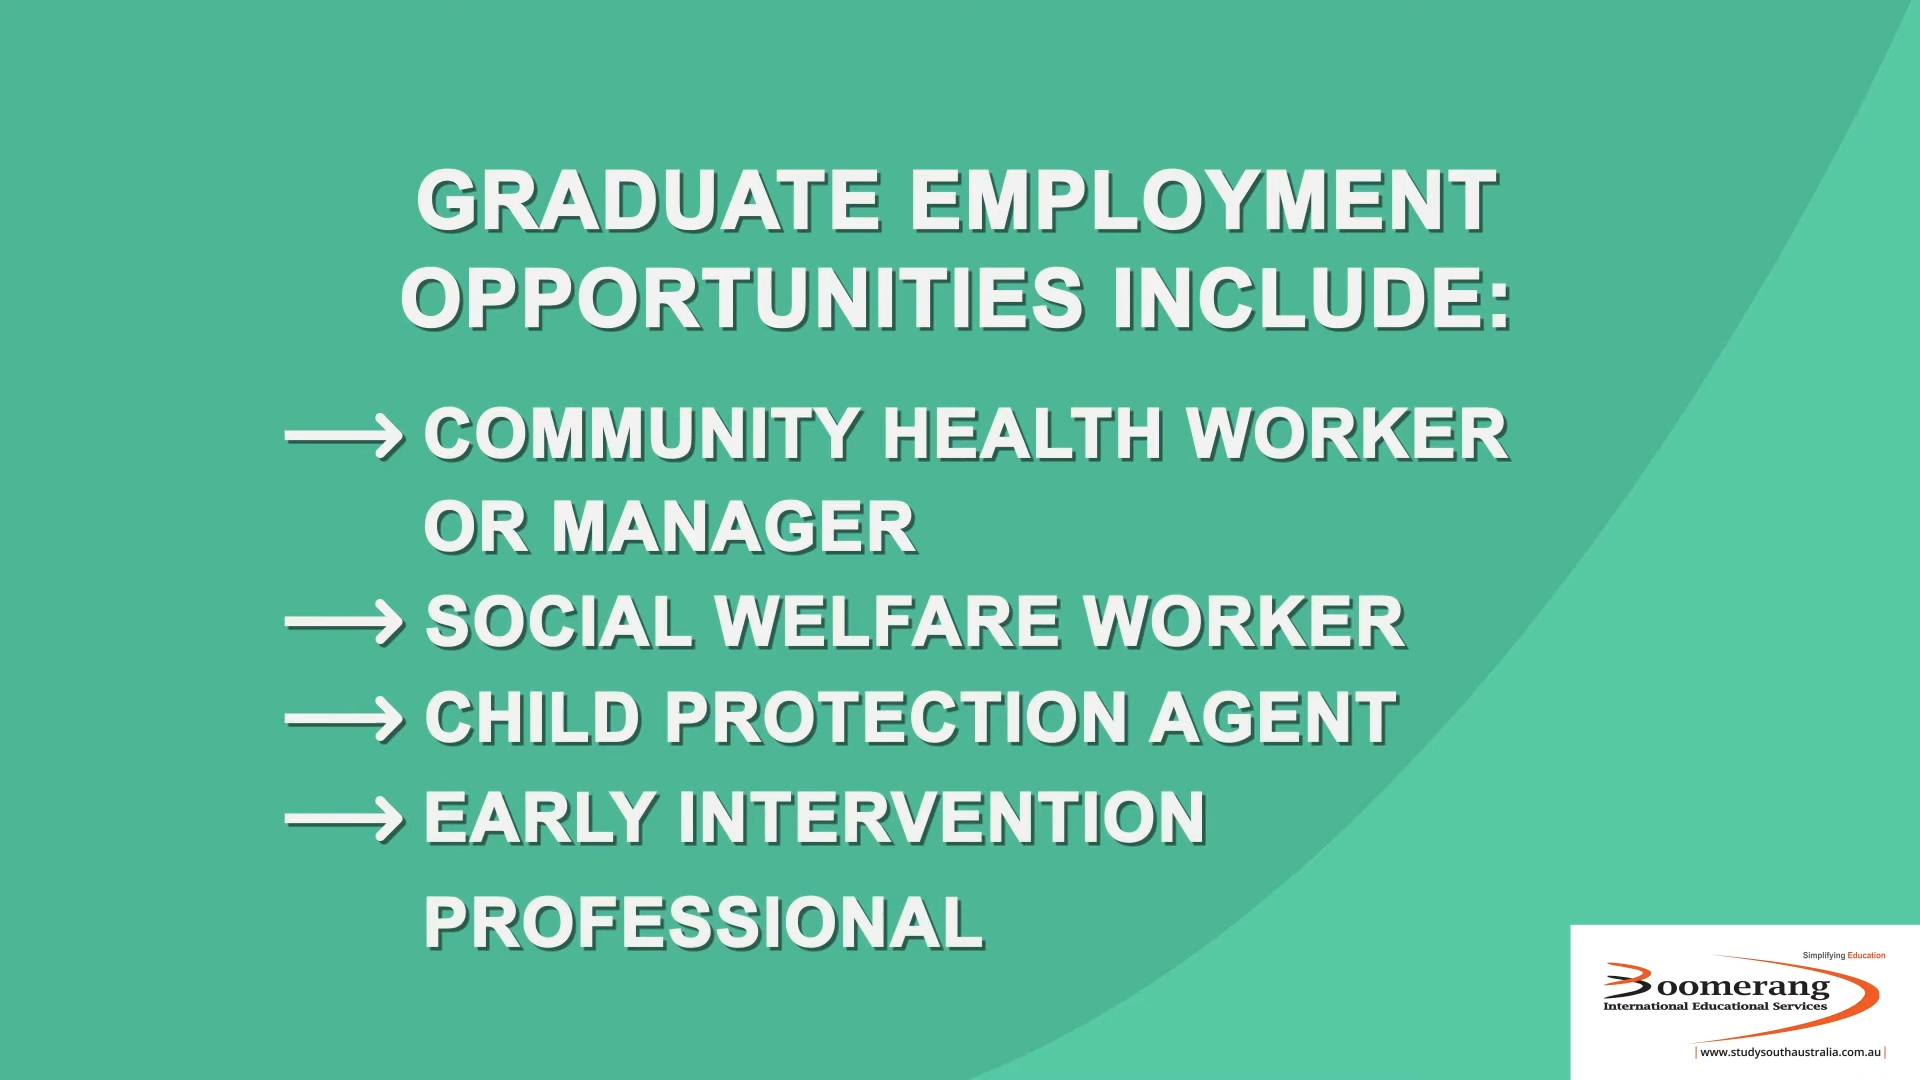 GRADUATE EMPLOYMENT
OPPORTUNITIES INCLUDE:
COMMUNITY HEALTH WORKER
OR MANAGER
SOCIAL WELFARE WORKER
CHILD PROTECTION AGENT
EARLY INTERVENTION
PROFESSIONAL
Simplifying Education
Boomerang
International Educational Services
| www.studysouthaustralia.com.au |